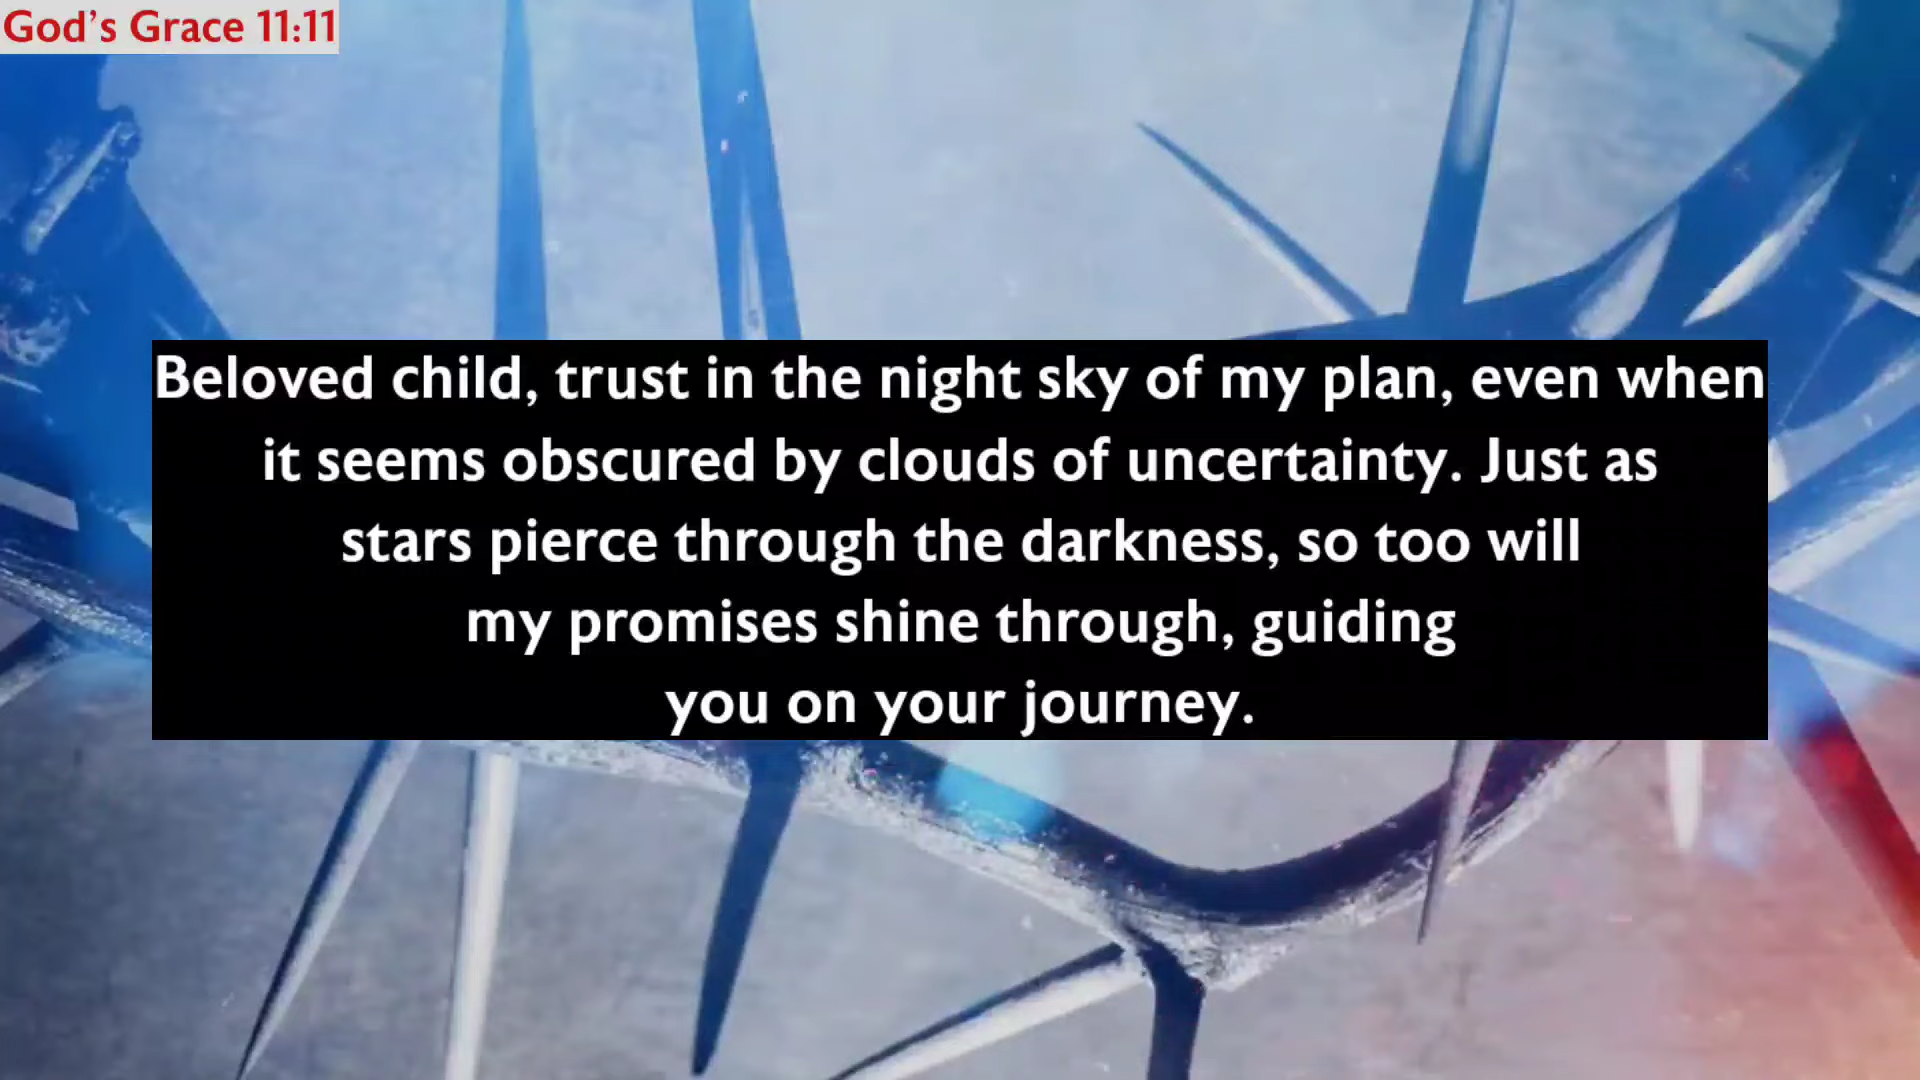 God's Grace 11:11
Beloved child, trust in the night sky of my plan, even when
it seems obscured by clouds of uncertainty. Just as
stars pierce through the darkness, so too will
my promises shine through, guiding
you on your journey.